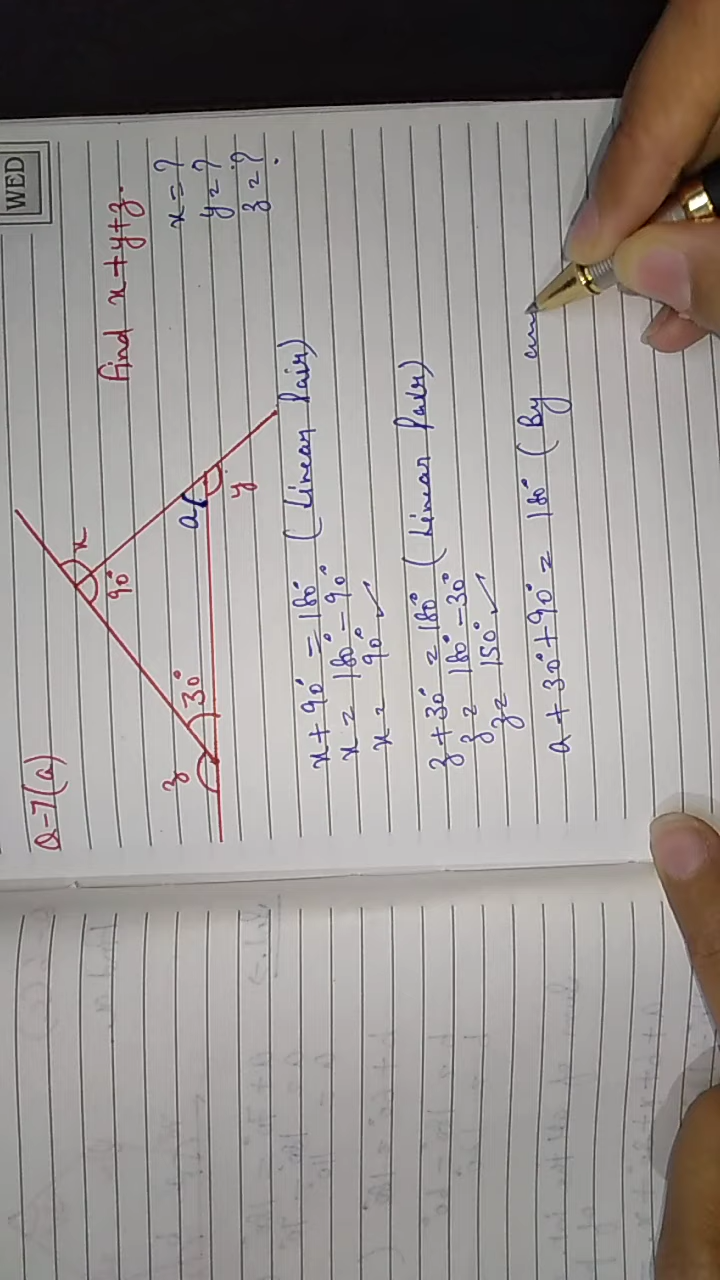 WED
Q-7(a)
find x+y+z.
z
30°
90°
x
a
y
x = ?
y = ?
z = ?
x + 90° = 180° (Linear Pair)
x = 180° - 90°
x = 90° ✓
z + 30° = 180° (Linear Pair)
z = 180° - 30°
z = 150° ✓
a + 30° + 90° = 180° (By